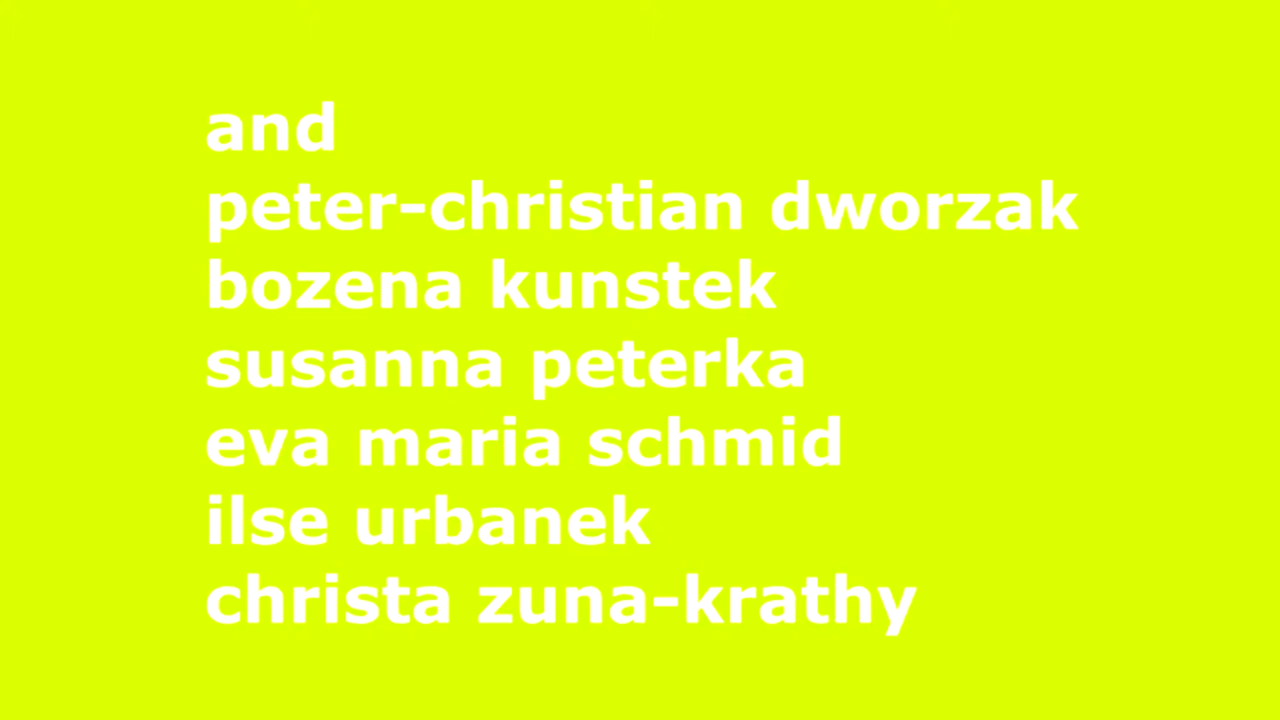 and
peter-christian dworzak
bozena kunstek
susanna peterka
eva maria schmid
ilse urbanek
christa zuna-krathy